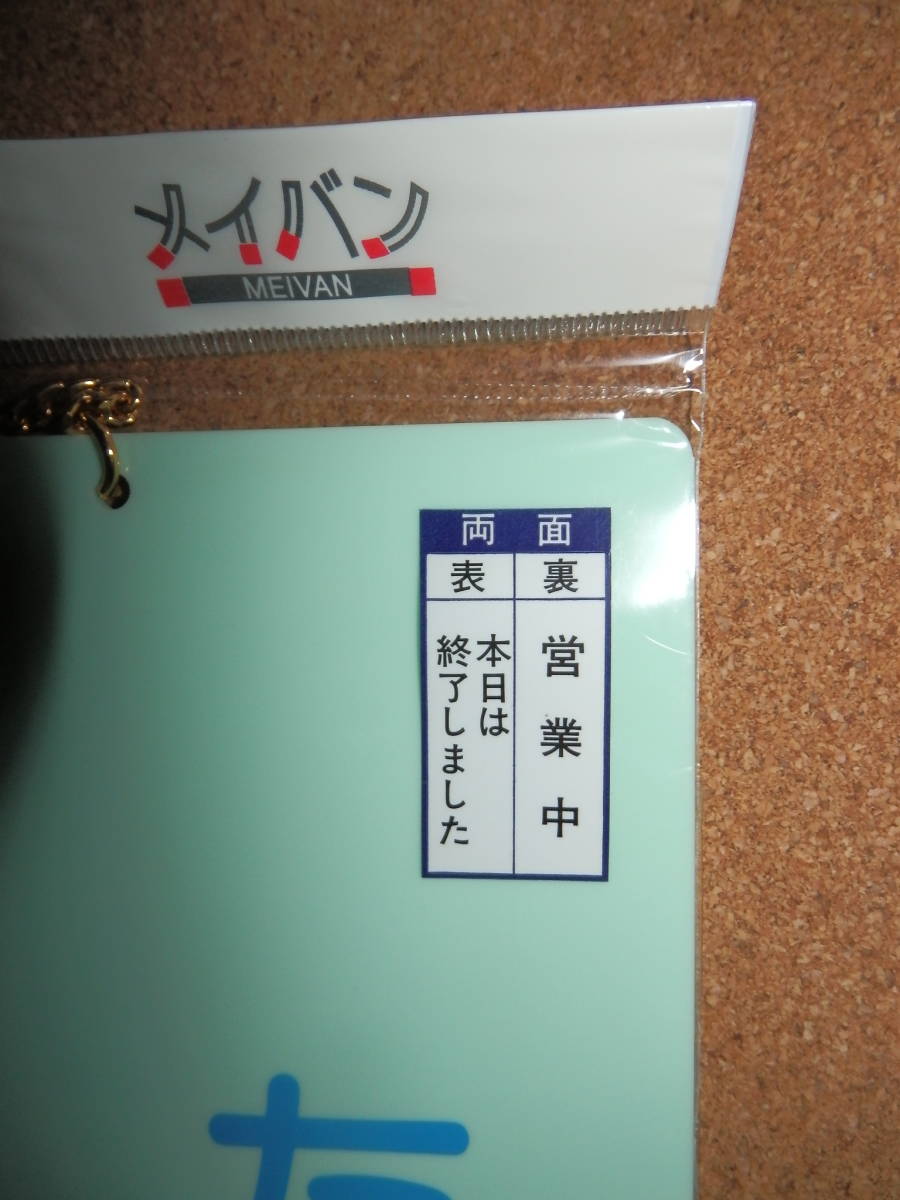 メイバン
MEIVAN
両面
表
裏
本日は
終了しました
営業中